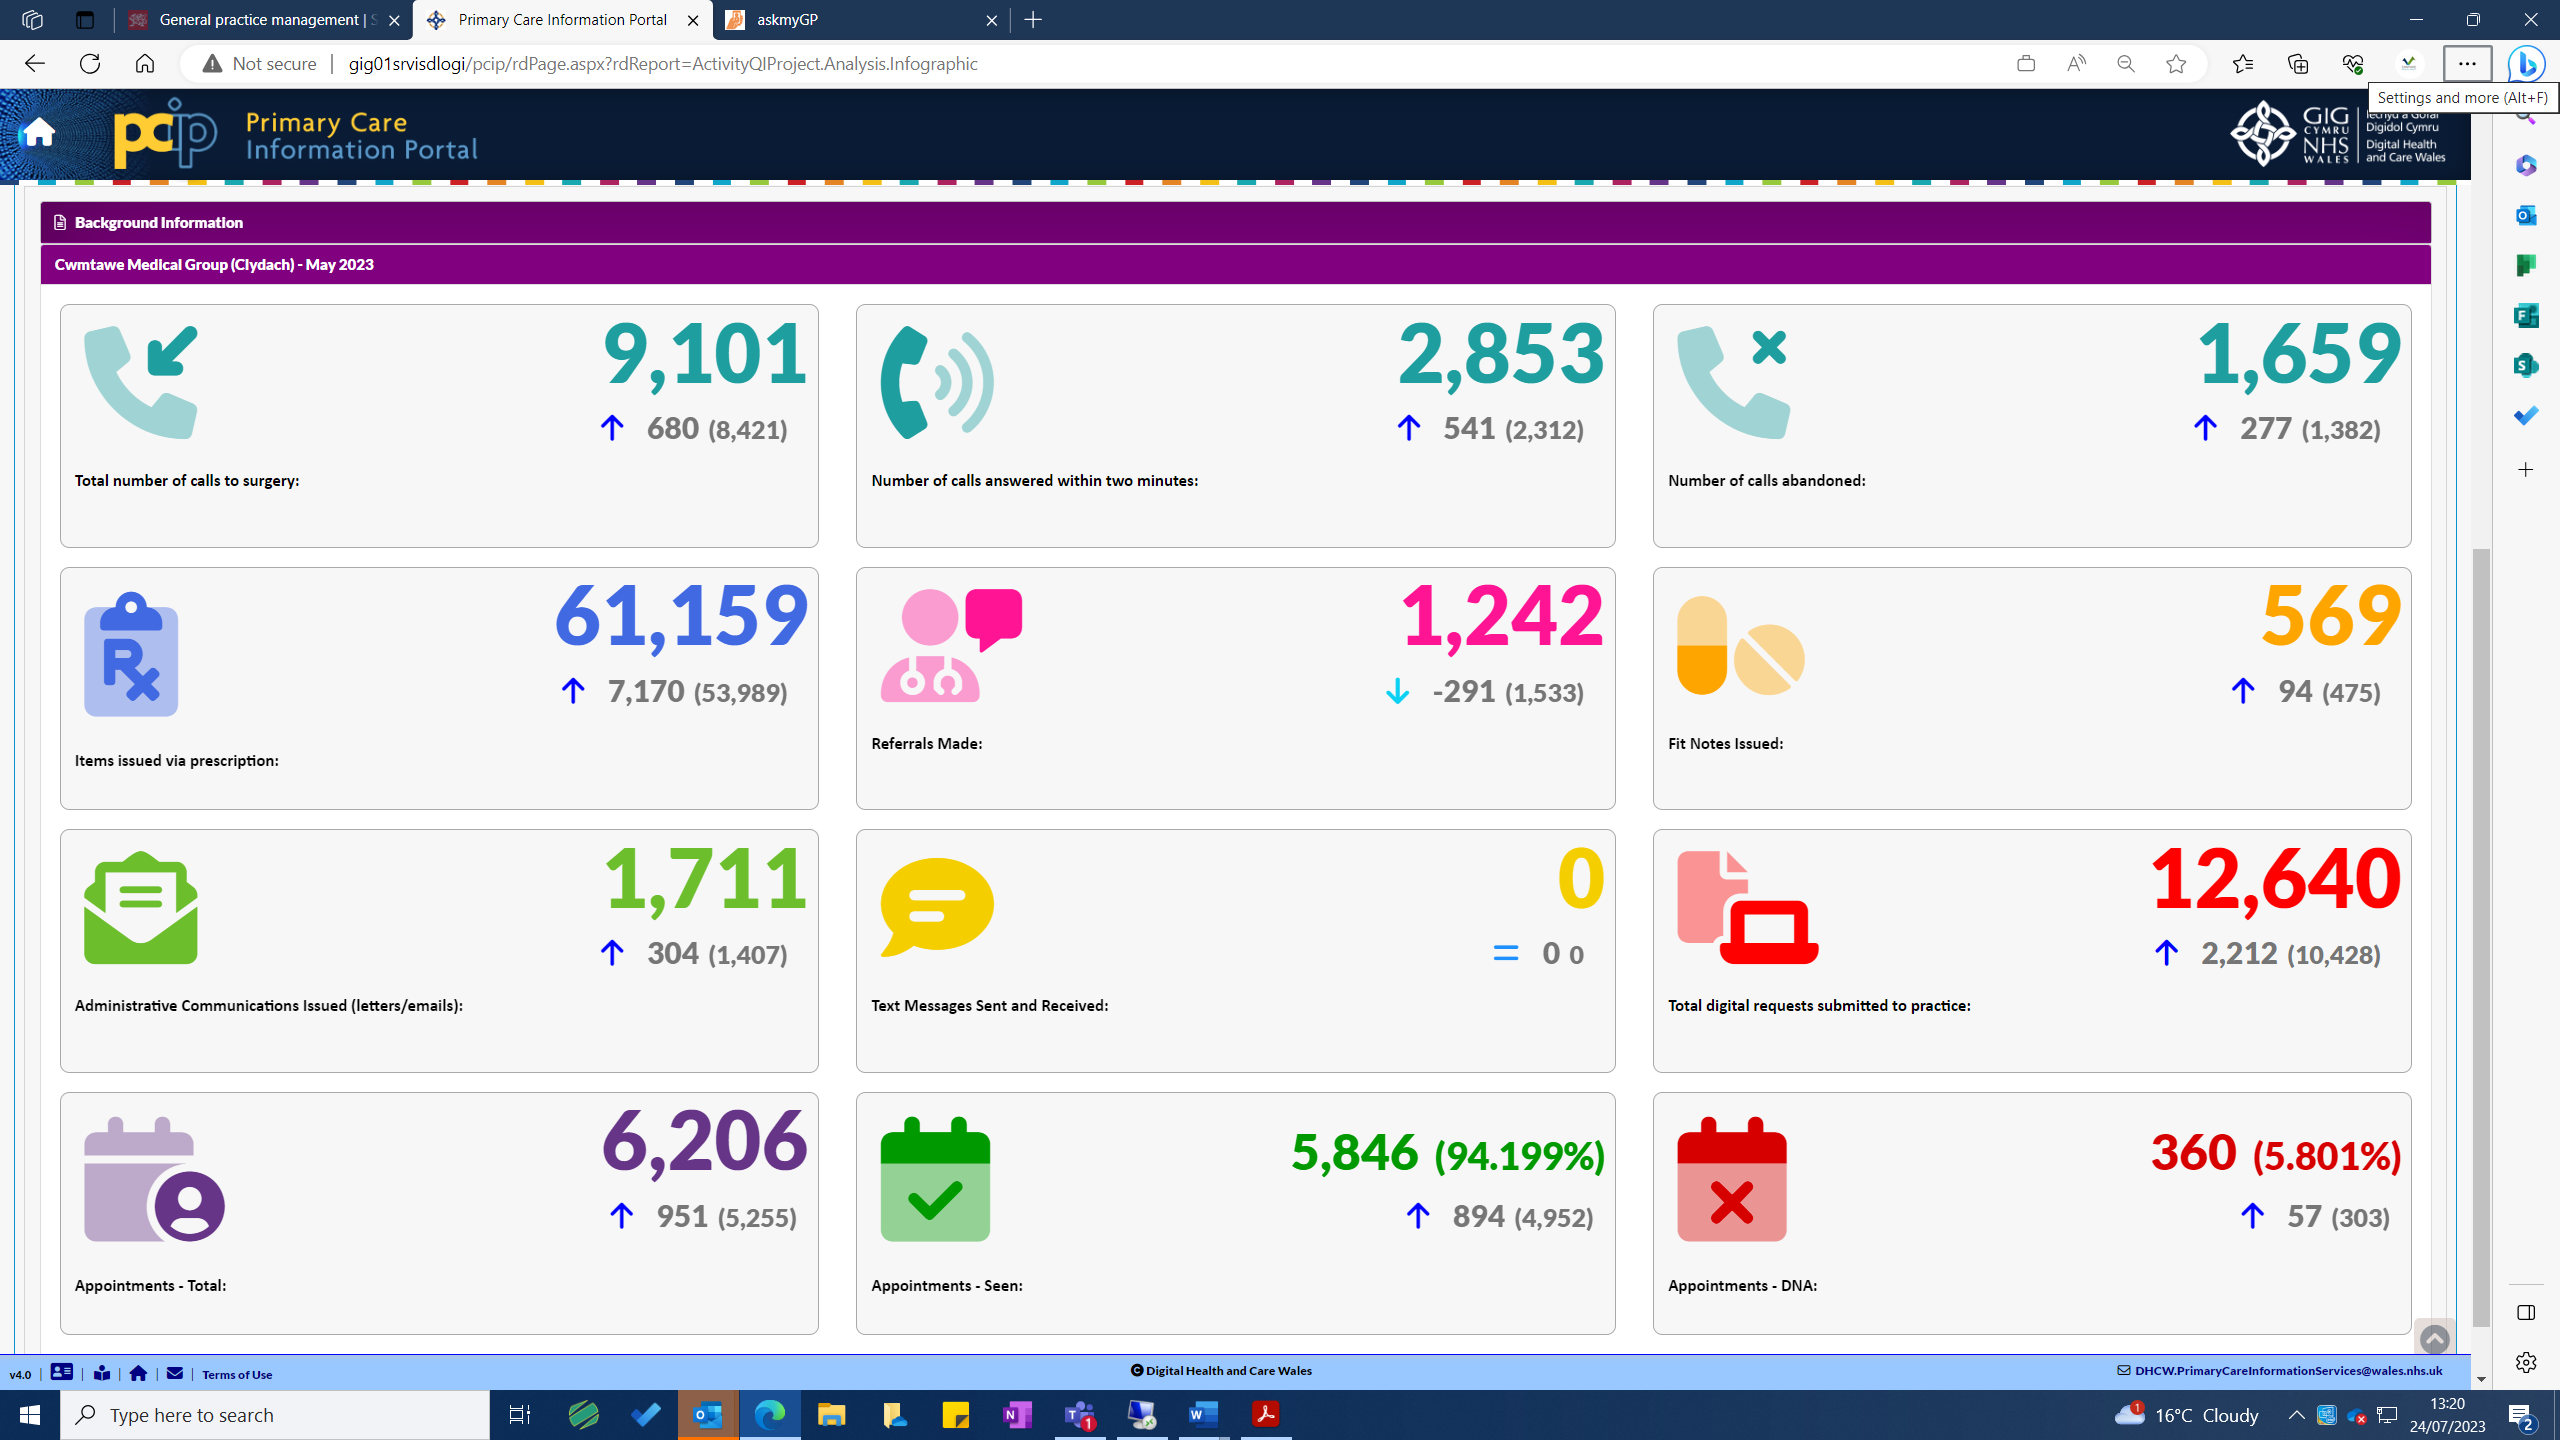 General practice management | S
Primary Care Information Portal
askmyGP
Not secure
gig01srvisdlogi/pcip/rdPage.aspx?rdReport=ActivityQIProject.Analysis.Infographic
Settings and more (Alt+F)
pcip
Primary Care
Information Portal
GIG
CYMRU
NHS
WALES
Iechyd a Gofal
Digidol Cymru
Digital Health
and Care Wales
Background Information
Cwmtawe Medical Group (Clydach) - May 2023
9,101
680 (8,421)
Total number of calls to surgery:
2,853
541 (2,312)
Number of calls answered within two minutes:
1,659
277 (1,382)
Number of calls abandoned:
Rx
61,159
7,170 (53,989)
Items issued via prescription:
1,242
-291 (1,533)
Referrals Made:
569
94 (475)
Fit Notes Issued:
1,711
304 (1,407)
Administrative Communications Issued (letters/emails):
0
= 0 0
Text Messages Sent and Received:
12,640
2,212 (10,428)
Total digital requests submitted to practice:
6,206
951 (5,255)
Appointments - Total:
5,846 (94.199%)
894 (4,952)
Appointments - Seen:
360 (5.801%)
57 (303)
Appointments - DNA:
v4.0 | | | | | Terms of Use
© Digital Health and Care Wales
DHCW.PrimaryCareInformationServices@wales.nhs.uk
Type here to search
1
1
16°C Cloudy
13:20
24/07/2023
2